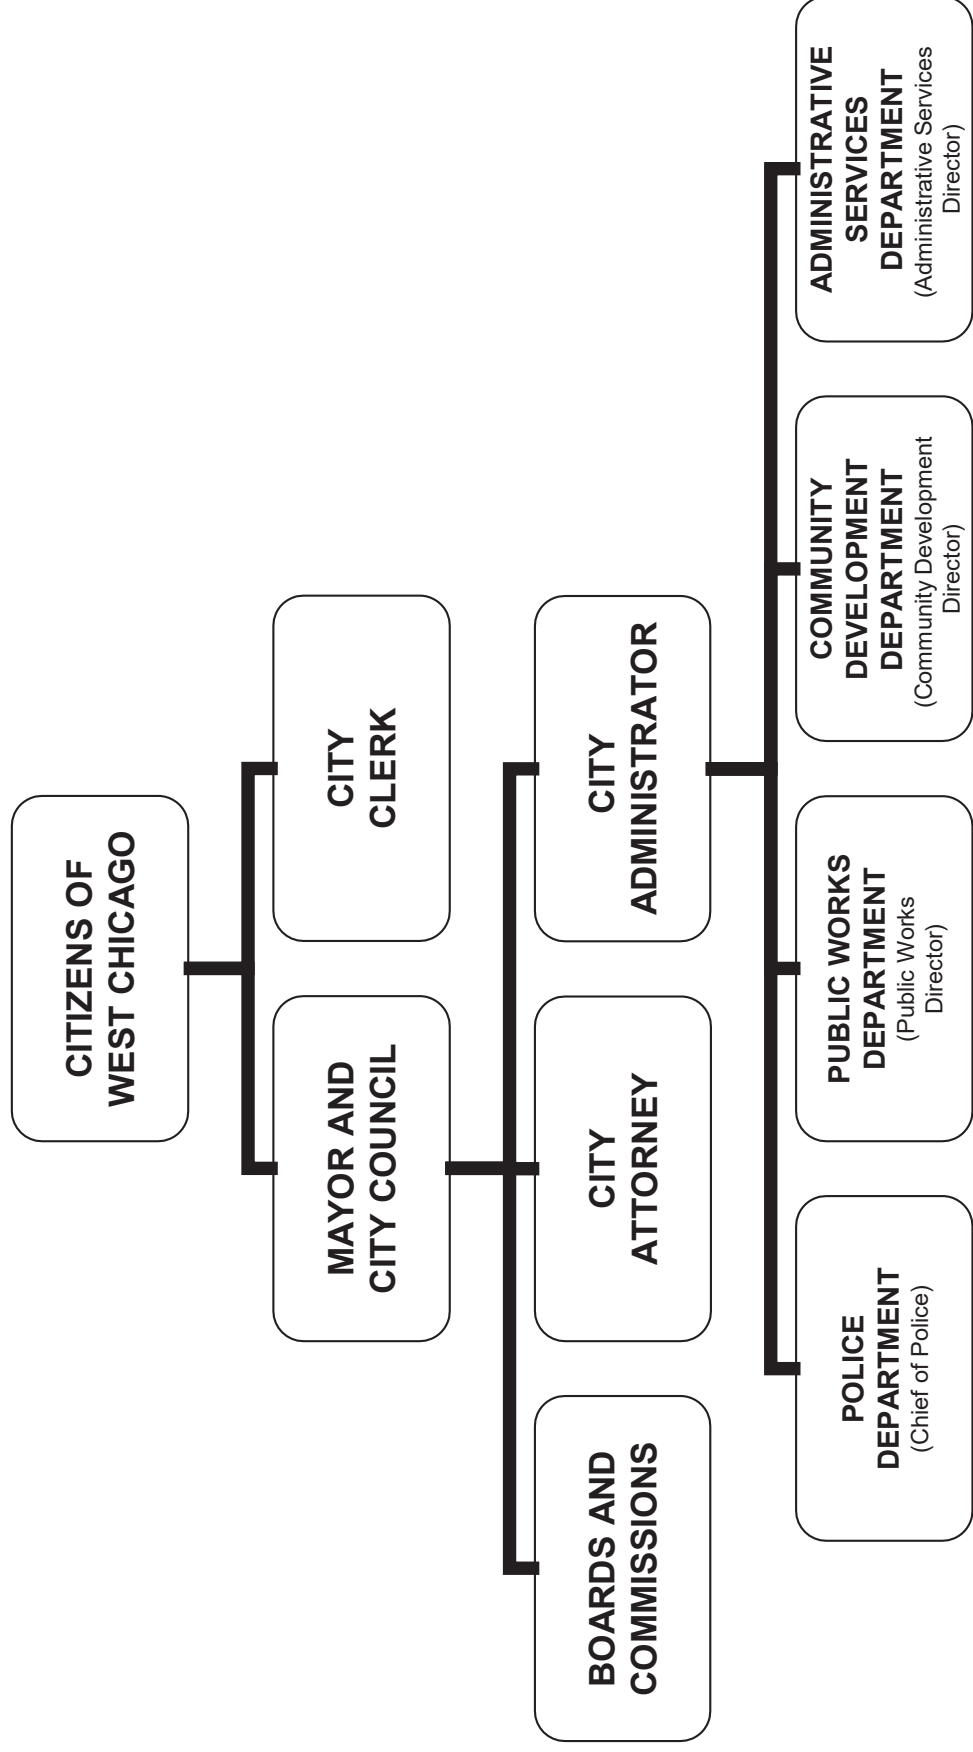 CITIZENS OF
WEST CHICAGO
MAYOR AND
CITY COUNCIL
CITY
CLERK
BOARDS AND
COMMISSIONS
CITY
ATTORNEY
CITY
ADMINISTRATOR
POLICE
DEPARTMENT
(Chief of Police)
PUBLIC WORKS
DEPARTMENT
(Public Works
Director)
COMMUNITY
DEVELOPMENT
DEPARTMENT
(Community Development
Director)
ADMINISTRATIVE
SERVICES
DEPARTMENT
(Administrative Services
Director)